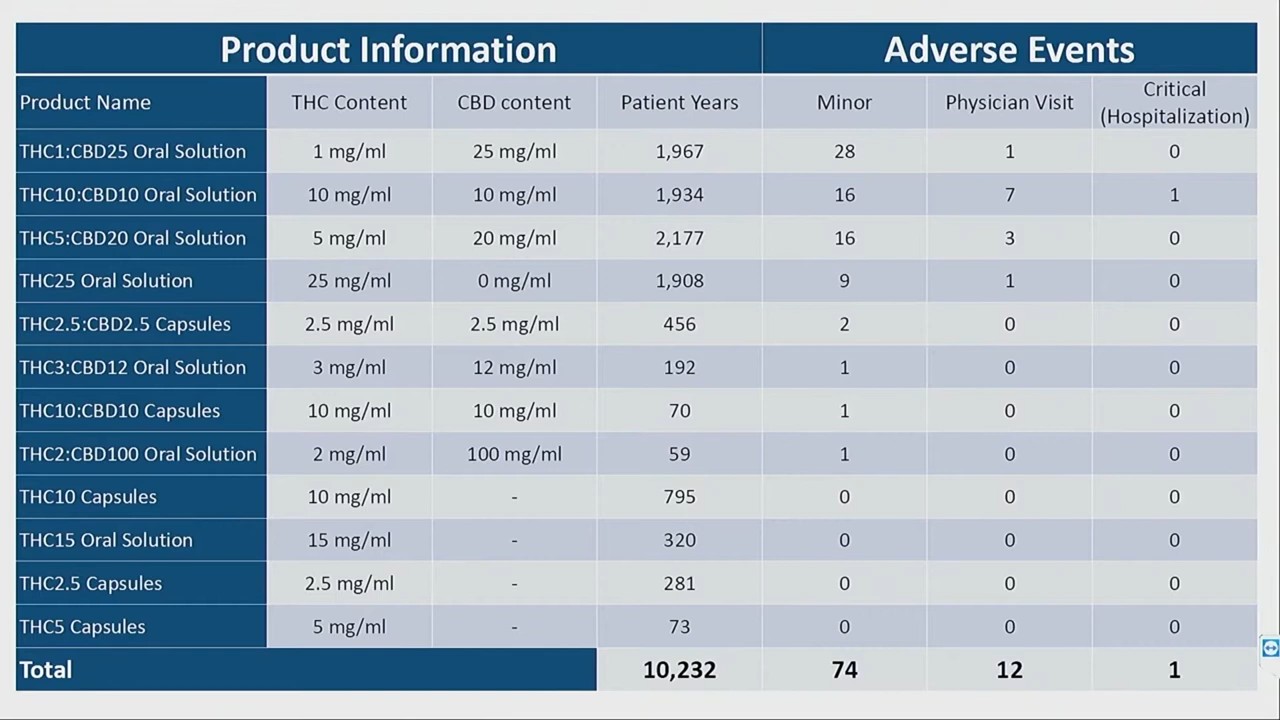 Product Information Adverse Events
Product Name THC Content CBD content Patient Years Minor Physician Visit Critical (Hospitalization)
THC1:CBD25 Oral Solution 1 mg/ml 25 mg/ml 1,967 28 1 0
THC10:CBD10 Oral Solution 10 mg/ml 10 mg/ml 1,934 16 7 1
THC5:CBD20 Oral Solution 5 mg/ml 20 mg/ml 2,177 16 3 0
THC25 Oral Solution 25 mg/ml 0 mg/ml 1,908 9 1 0
THC2.5:CBD2.5 Capsules 2.5 mg/ml 2.5 mg/ml 456 2 0 0
THC3:CBD12 Oral Solution 3 mg/ml 12 mg/ml 192 1 0 0
THC10:CBD10 Capsules 10 mg/ml 10 mg/ml 70 1 0 0
THC2:CBD100 Oral Solution 2 mg/ml 100 mg/ml 59 1 0 0
THC10 Capsules 10 mg/ml - 795 0 0 0
THC15 Oral Solution 15 mg/ml - 320 0 0 0
THC2.5 Capsules 2.5 mg/ml - 281 0 0 0
THC5 Capsules 5 mg/ml - 73 0 0 0
Total 10,232 74 12 1